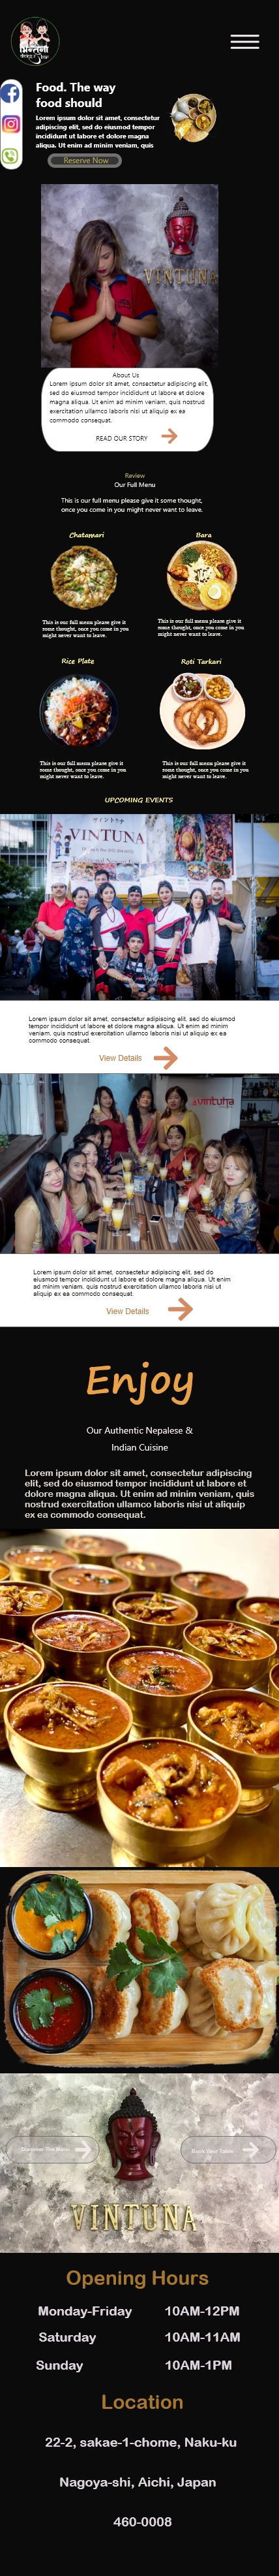 Food. The way
food should
Lorem ipsum dolor sit amet, consectetur
adipiscing elit, sed do eiusmod tempor
incididunt ut labore et dolore magna
aliqua. Ut enim ad minim veniam, quis
Reserve Now
VINTUNA
About Us
Lorem ipsum dolor sit amet, consectetur adipiscing elit,
sed do eiusmod tempor incididunt ut labore et dolore
magna aliqua. Ut enim ad minim veniam, quis nostrud
exercitation ullamco laboris nisi ut aliquip ex ea
commodo consequat.
READ OUR STORY
Review
Our Full Menu
This is our full menu please give it some thought,
once you come in you might never want to leave.
Chatamari
Bara
This is our full menu please give it
some thought, once you come in you
might never want to leave.
This is our full menu please give it
some thought, once you come in you
might never want to leave.
Rice Plate
Roti Tarkari
This is our full menu please give it
some thought, once you come in you
might never want to leave.
This is our full menu please give it
some thought, once you come in you
might never want to leave.
UPCOMING EVENTS
VINTUNA
Lorem ipsum dolor sit amet, consectetur adipiscing elit, sed do eiusmod
tempor incididunt ut labore et dolore magna aliqua. Ut enim ad minim
veniam, quis nostrud exercitation ullamco laboris nisi ut aliquip ex ea
commodo consequat.
View Details
vintuna
Lorem ipsum dolor sit amet, consectetur adipiscing elit, sed do
eiusmod tempor incididunt ut labore et dolore magna aliqua. Ut enim
ad minim veniam, quis nostrud exercitation ullamco laboris nisi ut
aliquip ex ea commodo consequat.
View Details
Enjoy
Our Authentic Nepalese &
Indian Cuisine
Lorem ipsum dolor sit amet, consectetur adipiscing
elit, sed do eiusmod tempor incididunt ut labore et
dolore magna aliqua. Ut enim ad minim veniam, quis
nostrud exercitation ullamco laboris nisi ut aliquip
ex ea commodo consequat.
Book Your Table
VINTUNA
Opening Hours
Monday-Friday 10AM-12PM
Saturday 10AM-11AM
Sunday 10AM-1PM
Location
22-2, sakae-1-chome, Naku-ku
Nagoya-shi, Aichi, Japan
460-0008